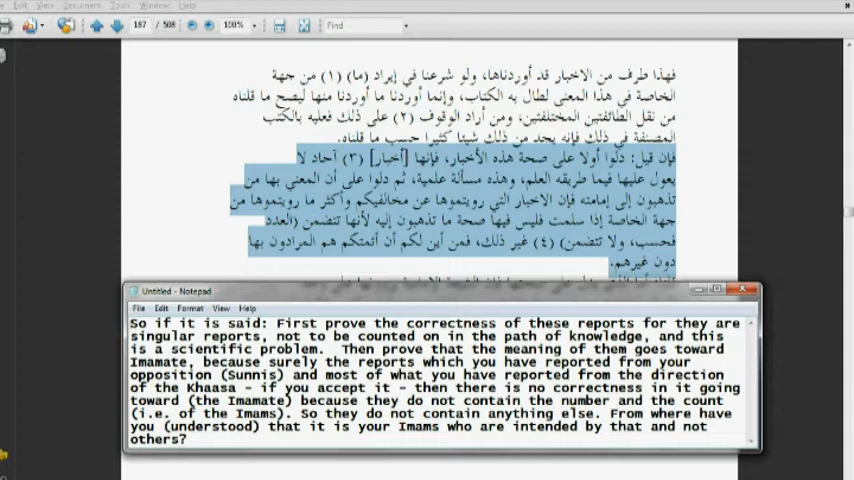 Edit View Document Tools Window Help
187 / 508 100% Find
فهذا طرف من الاخبار قد أوردناها، ولو شرعنا في إيراد (ما) (١) من جهة
الخاصة في هذا المعنى لطال به الكتاب، وإنما أوردنا ما أوردنا منها ليصح ما قلناه
من نقل الطائفتين المختلفتين، ومن أراد الوقوف (٢) على ذلك فعليه بالكتب
المصنفة في ذلك فإنه يجد من ذلك شيئا كثيرا حسب ما قلناه.
فإن قيل: دلوا أولا على صحة هذه الأخبار، فإنها [أخبار] (٣) آحاد لا
يعول عليها فيما طريقه العلم، وهذه مسألة علمية، ثم دلوا على أن المعني بها من
تذهبون إلى إمامته فإن الاخبار التي رويتموها عن مخالفيكم وأكثر ما رويتموها من
جهة الخاصة إذا سلمت فليس فيها صحة ما تذهبون إليه لأنها تتضمن (العدد
فحسب، ولا تتضمن) (٤) غير ذلك، فمن أين لكم أن أئمتكم هم المرادون بها
دون غيرهم.
Untitled - Notepad
File Edit Format View Help
So if it is said: First prove the correctness of these reports for they are
singular reports, not to be counted on in the path of knowledge, and this
is a scientific problem. Then prove that the meaning of them goes toward
Imamate, because surely the reports which you have reported from your
opposition (Sunnis) and most of what you have reported from the direction
of the Khaasa - if you accept it - then there is no correctness in it going
toward (the Imamate) because they do not contain the number and the count
(i.e. of the Imams). So they do not contain anything else. From where have
you (understood) that it is your Imams who are intended by that and not
others?